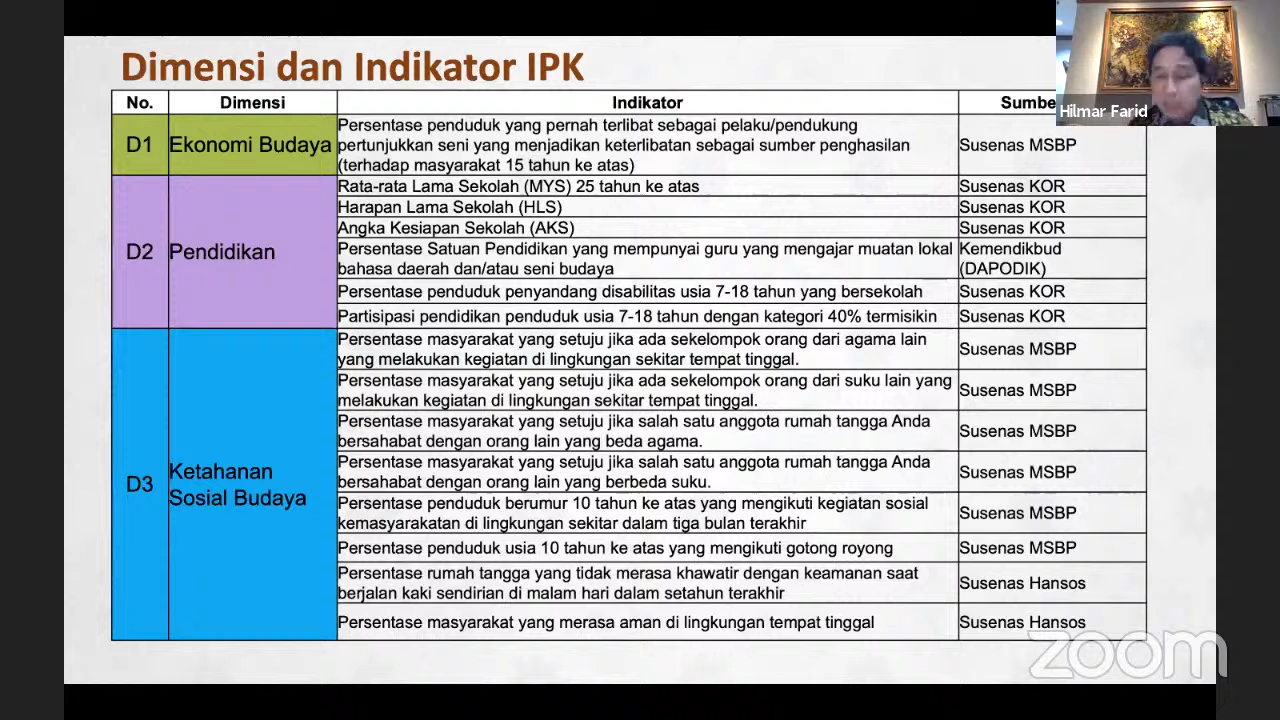 Dimensi dan Indikator IPK
Hilmar Farid
No. Dimensi Indikator Sumbe
D1 Ekonomi Budaya
Persentase penduduk yang pernah terlibat sebagai pelaku/pendukung
pertunjukkan seni yang menjadikan keterlibatan sebagai sumber penghasilan
(terhadap masyarakat 15 tahun ke atas)
Susenas MSBP
D2 Pendidikan
Rata-rata Lama Sekolah (MYS) 25 tahun ke atas
Susenas KOR
Harapan Lama Sekolah (HLS)
Susenas KOR
Angka Kesiapan Sekolah (AKS)
Susenas KOR
Persentase Satuan Pendidikan yang mempunyai guru yang mengajar muatan lokal
bahasa daerah dan/atau seni budaya
Kemendikbud
(DAPODIK)
Persentase penduduk penyandang disabilitas usia 7-18 tahun yang bersekolah
Susenas KOR
Partisipasi pendidikan penduduk usia 7-18 tahun dengan kategori 40% termisikin
Susenas KOR
D3 Ketahanan
Sosial Budaya
Persentase masyarakat yang setuju jika ada sekelompok orang dari agama lain
yang melakukan kegiatan di lingkungan sekitar tempat tinggal.
Susenas MSBP
Persentase masyarakat yang setuju jika ada sekelompok orang dari suku lain yang
melakukan kegiatan di lingkungan sekitar tempat tinggal.
Susenas MSBP
Persentase masyarakat yang setuju jika salah satu anggota rumah tangga Anda
bersahabat dengan orang lain yang beda agama.
Susenas MSBP
Persentase masyarakat yang setuju jika salah satu anggota rumah tangga Anda
bersahabat dengan orang lain yang berbeda suku.
Susenas MSBP
Persentase penduduk berumur 10 tahun ke atas yang mengikuti kegiatan sosial
kemasyarakatan di lingkungan sekitar dalam tiga bulan terakhir
Susenas MSBP
Persentase penduduk usia 10 tahun ke atas yang mengikuti gotong royong
Susenas MSBP
Persentase rumah tangga yang tidak merasa khawatir dengan keamanan saat
berjalan kaki sendirian di malam hari dalam setahun terakhir
Susenas Hansos
Persentase masyarakat yang merasa aman di lingkungan tempat tinggal
Susenas Hansos
zoom